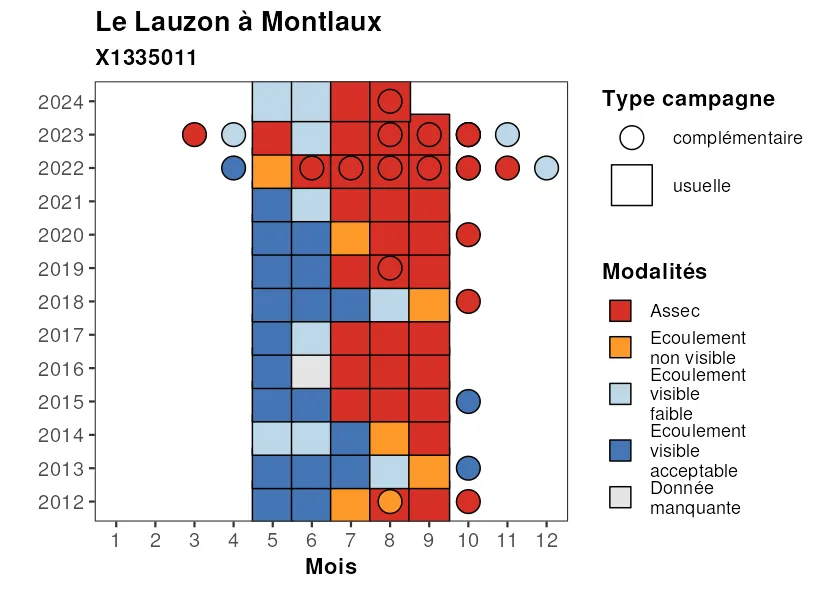 Le Lauzon à Montlaux
X1335011
2024
2023
2022
2021
2020
2019
2018
2017
2016
2015
2014
2013
2012
1 2 3 4 5 6 7 8 9 10 11 12
Mois
Type campagne
complémentaire
usuelle
Modalités
Assec
Ecoulement
non visible
Ecoulement
visible
faible
Ecoulement
visible
acceptable
Donnée
manquante